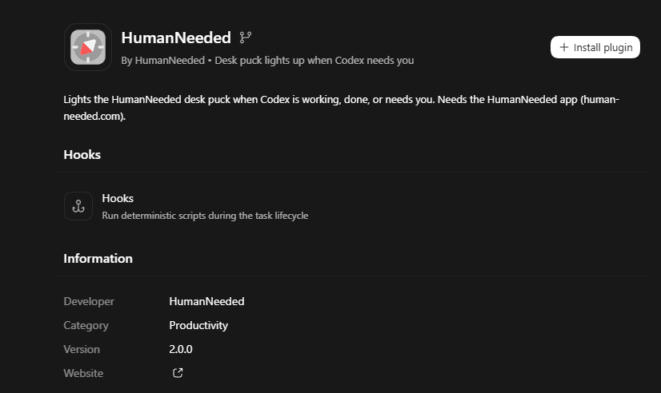 HumanNeeded
+ Install plugin
By HumanNeeded • Desk puck lights up when Codex needs you
Lights the HumanNeeded desk puck when Codex is working, done, or needs you. Needs the HumanNeeded app (human-
needed.com).
Hooks
Hooks
Run deterministic scripts during the task lifecycle
Information
Developer HumanNeeded
Category Productivity
Version 2.0.0
Website